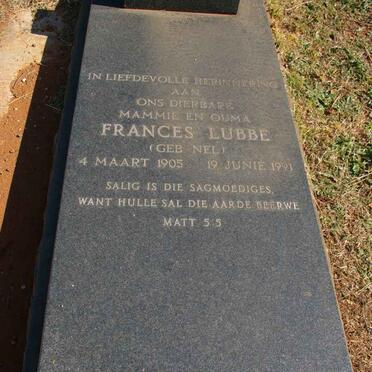 IN LIEFDEVOLLE HERINNERING
AAN
ONS DIERBARE
MAMMIE EN OUMA
FRANCES LUBBE
(GEB NEL)
4 MAART 1905 19 JUNIE 1991
SALIG IS DIE SAGMOEDIGES,
WANT HULLE SAL DIE AARDE BEERWE
MATT 5:5